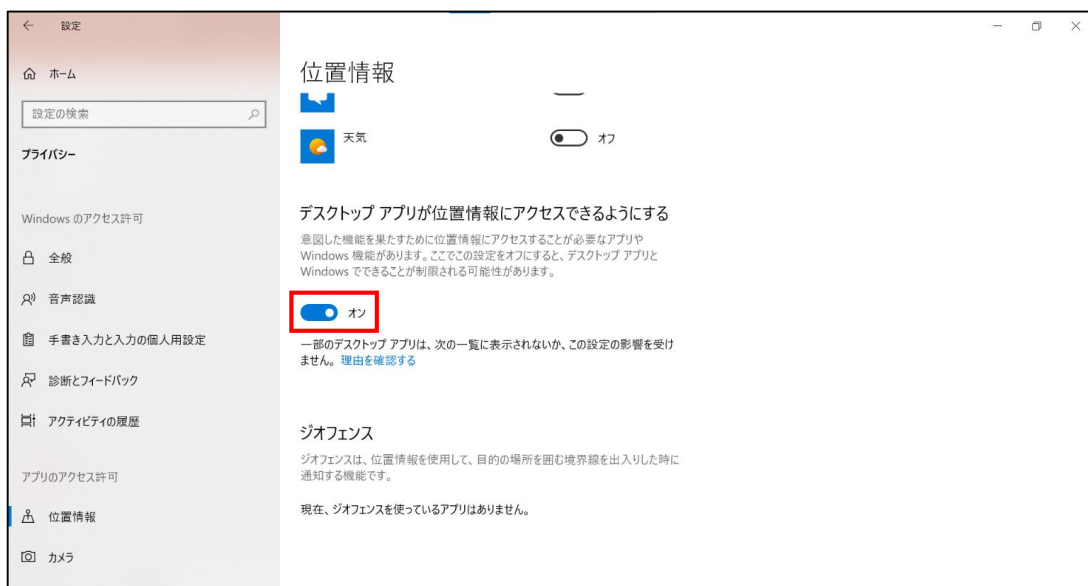 設定
ホーム
設定の検索
プライバシー
Windows のアクセス許可
全般
音声認識
手書き入力と入力の個人用設定
診断とフィードバック
アクティビティの履歴
アプリのアクセス許可
位置情報
カメラ
位置情報
天気
オフ
デスクトップ アプリが位置情報にアクセスできるようにする
意図した機能を果たすために位置情報にアクセスすることが必要なアプリや
Windows 機能があります。ここでこの設定をオフにすると、デスクトップ アプリと
Windows でできることが制限される可能性があります。
オン
一部のデスクトップ アプリは、次の一覧に表示されないか、この設定の影響を受け
ません。 理由を確認する
ジオフェンス
ジオフェンスは、位置情報を使用して、目的の場所を囲む境界線を出入りした時に
通知する機能です。
現在、ジオフェンスを使っているアプリはありません。